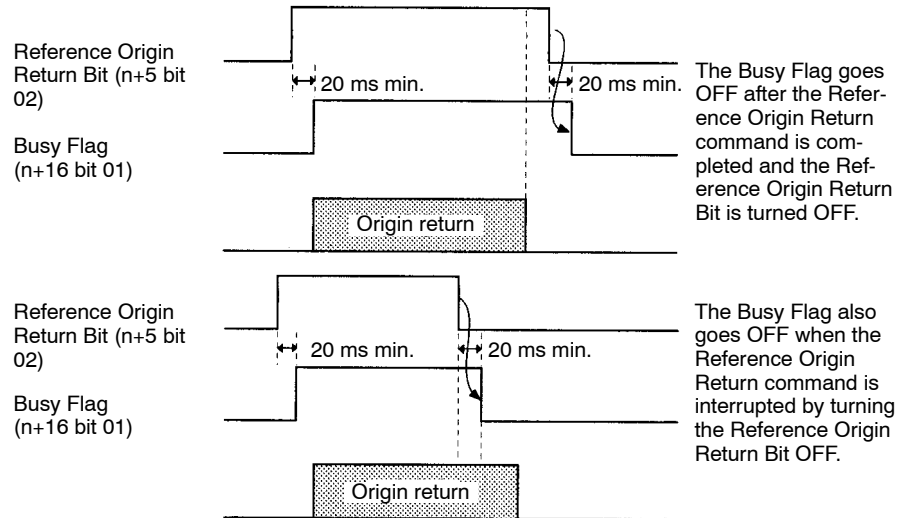 Reference Origin
Return Bit (n+5 bit
02)
20 ms min.
20 ms min.
Busy Flag
(n+16 bit 01)
Origin return
The Busy Flag goes
OFF after the Refer-
ence Origin Return
command is com-
pleted and the Ref-
erence Origin Return
Bit is turned OFF.
Reference Origin
Return Bit (n+5 bit
02)
20 ms min.
20 ms min.
Busy Flag
(n+16 bit 01)
Origin return
The Busy Flag also
goes OFF when the
Reference Origin
Return command is
interrupted by turning
the Reference Origin
Return Bit OFF.